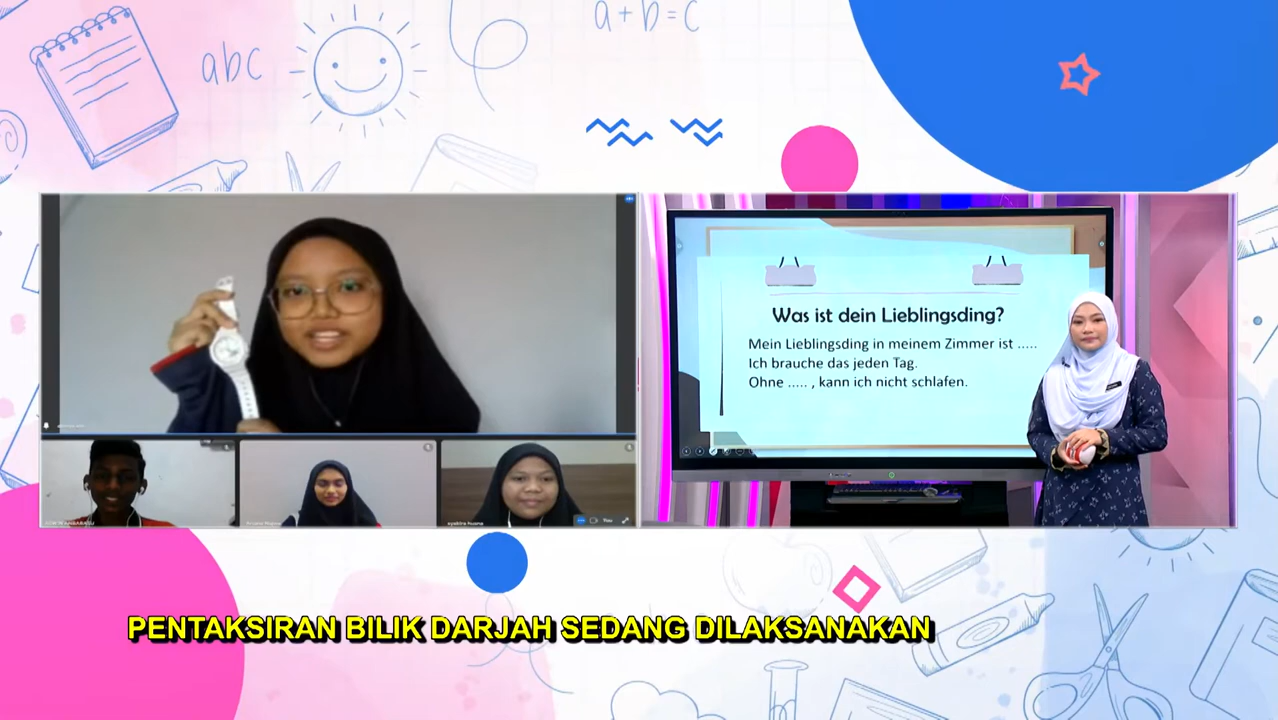 a+b=c
abc
Was ist dein Lieblingsding?
Mein Lieblingsding in meinem Zimmer ist .....
Ich brauche das jeden Tag.
Ohne ..... , kann ich nicht schlafen.
You
PENTAKSIRAN BILIK DARJAH SEDANG DILAKSANAKAN